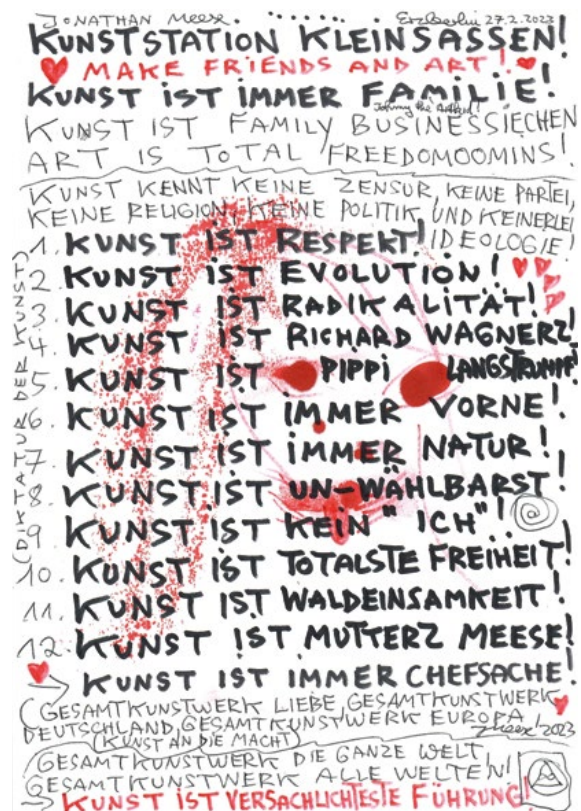 JONATHAN MEESE. ErzBerlin 27.2.2023
KUNSTSTATION KLEINSASSEN!
MAKE FRIENDS AND ART!
KUNST IST IMMER FAMILIE!
KUNST IST FAMILY BUSINESSIECHEN
ART IS TOTAL FREEDOMOOMINS!
KUNST KENNT KEINE ZENSUR, KEINE PARTEI,
KEINE RELIGION, KEINE POLITIK UND KEINERLEI
IDEOLOGIE!
(DIKTATUR DER KUNST)
1. KUNST IST RESPEKT!
2 KUNST IST EVOLUTION!
3. KUNST IST RADIKALITÄT!
4. KUNST IST RICHARD WAGNERZ!
5. KUNST IST PIPPI LANGSTRUMPF!
6. KUNST IST IMMER VORNE!
7. KUNST IST IMMER NATUR!
8. KUNST IST UN-WÄHLBARST!
9 KUNST IST KEIN "ICH"!
10. KUNST IST TOTALSTE FREIHEIT!
11. KUNST IST WALDEINSAMKEIT!
12. KUNST IST MUTTERZ MEESE!
KUNST IST IMMER CHEFSACHE!
(GESAMTKUNSTWERK LIEBE, GESAMTKUNSTWERK
DEUTSCHLAND, GESAMTKUNSTWERK EUROPA,
(KUNST AN DIE MACHT) Meese 2023
GESAMTKUNSTWERK DIE GANZE WELT,
GESAMTKUNSTWERK ALLE WELTEN!
KUNST IST VERSACHLICHTESTE FÜHRUNG!